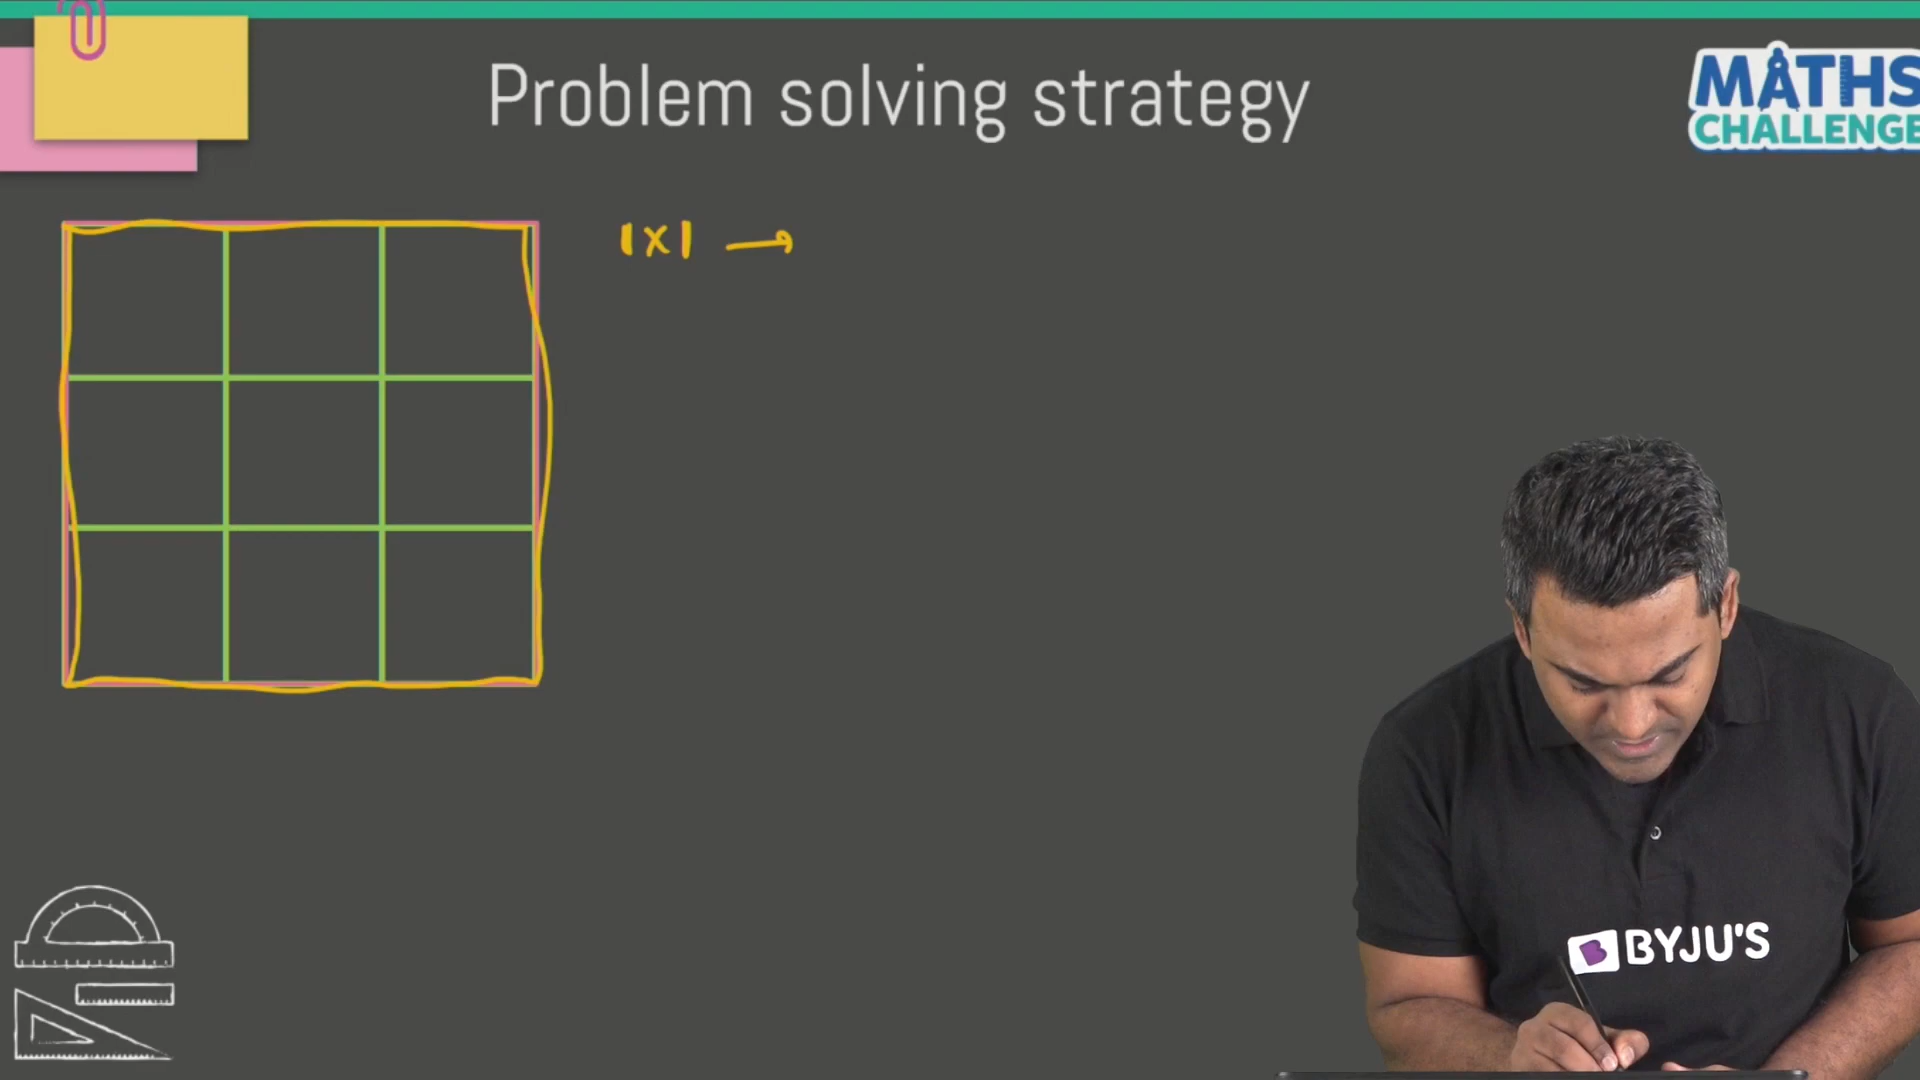 Problem solving strategy
MATHS
CHALLENGE
1x1 →
BYJU'S